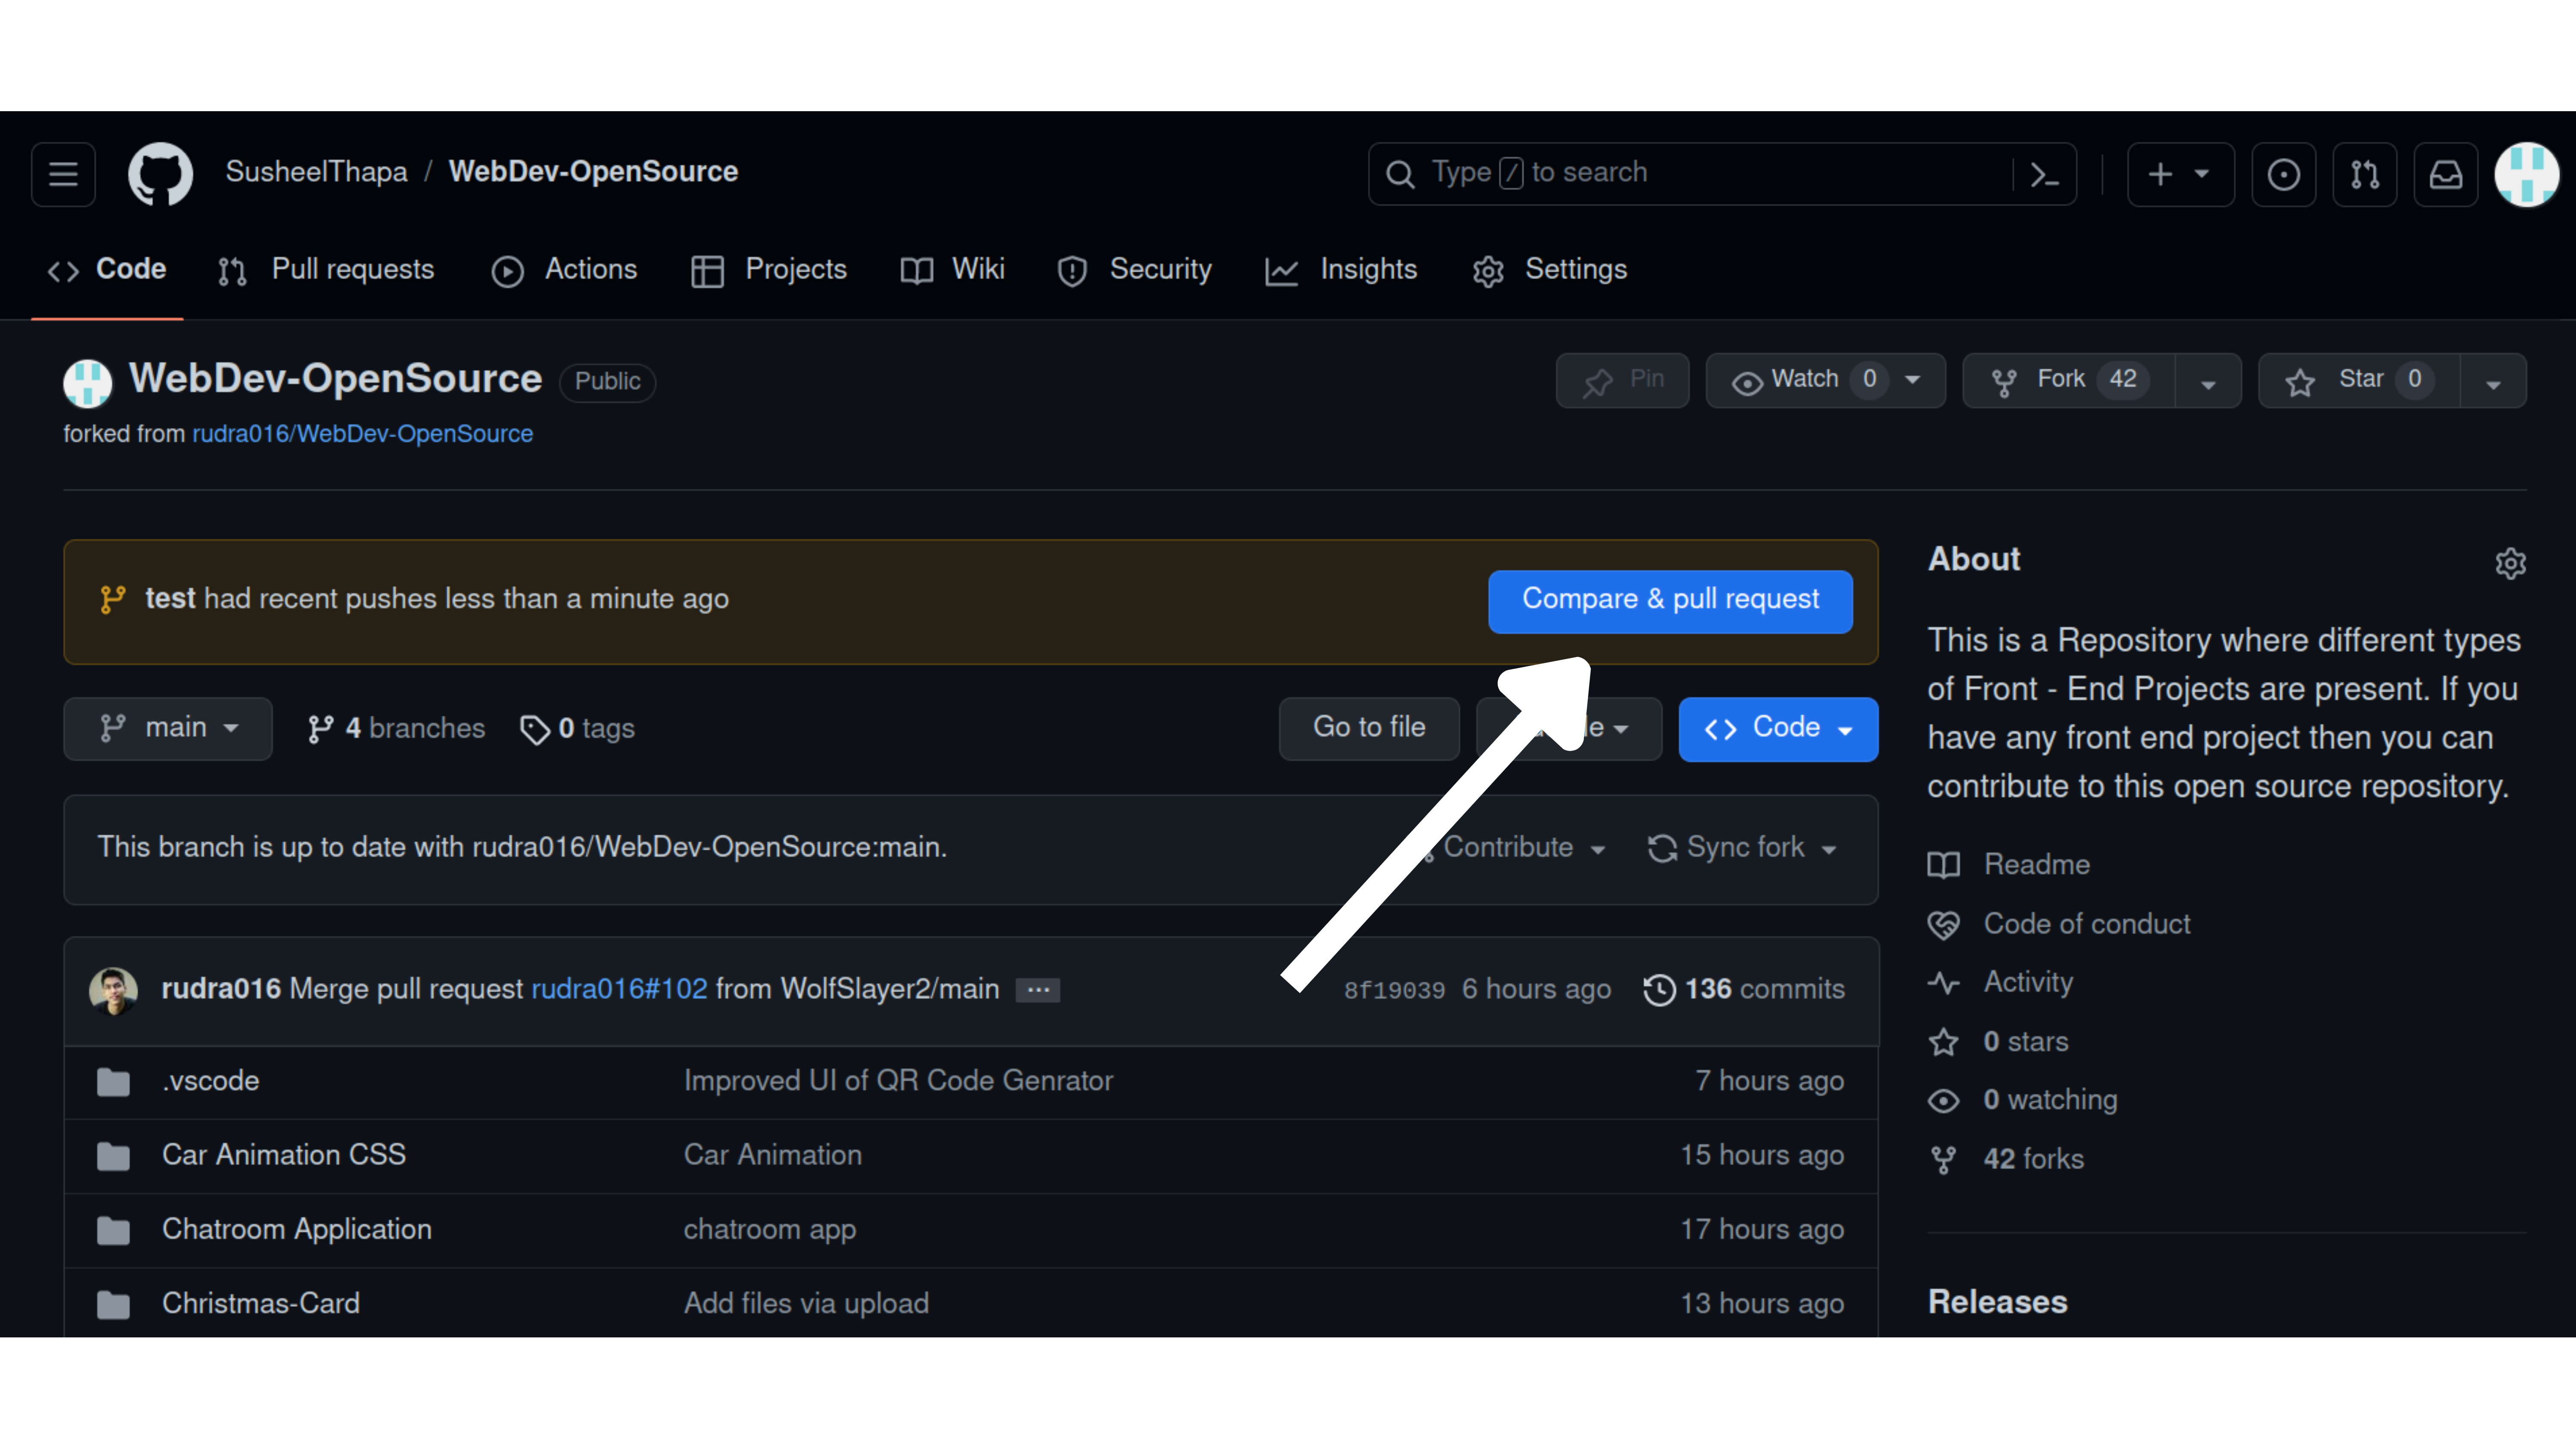 SusheelThapa / WebDev-OpenSource
Type / to search
Code Pull requests Actions Projects Wiki Security Insights Settings
WebDev-OpenSource Public
Pin Watch 0 Fork 42 Star 0
forked from rudra016/WebDev-OpenSource
test had recent pushes less than a minute ago
Compare & pull request
main 4 branches 0 tags
Go to file
Code
This branch is up to date with rudra016/WebDev-OpenSource:main.
Contribute Sync fork
rudra016 Merge pull request rudra016#102 from WolfSlayer2/main ...
8f19039 6 hours ago 136 commits
.vscode Improved UI of QR Code Genrator 7 hours ago
Car Animation CSS Car Animation 15 hours ago
Chatroom Application chatroom app 17 hours ago
Christmas-Card Add files via upload 13 hours ago
About
This is a Repository where different types
of Front - End Projects are present. If you
have any front end project then you can
contribute to this open source repository.
Readme
Code of conduct
Activity
0 stars
0 watching
42 forks
Releases